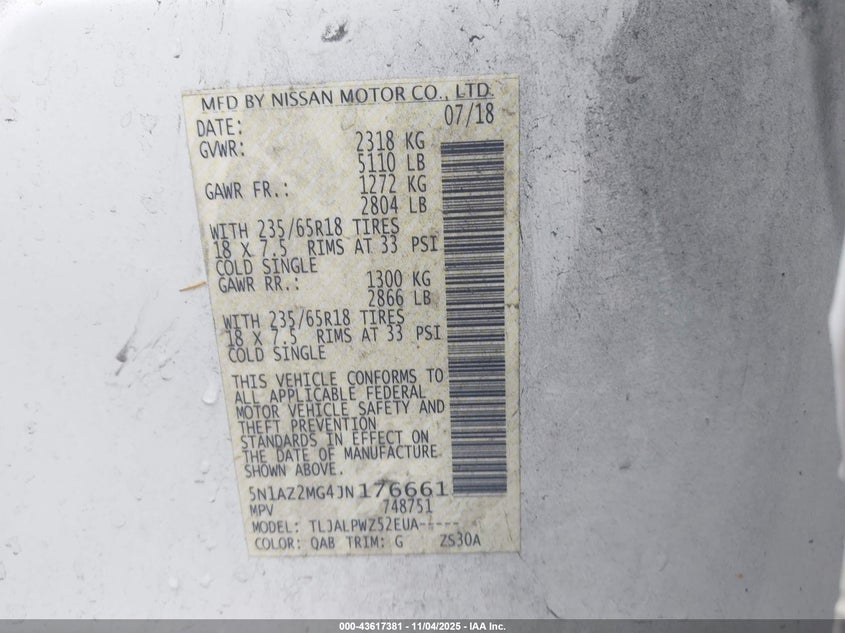 MFD BY NISSAN MOTOR CO., LTD.
DATE: 07/18
GVWR: 2318 KG
5110 LB
GAWR FR.: 1272 KG
2804 LB
WITH 235/65R18 TIRES
18 X 7.5 RIMS AT 33 PSI
COLD SINGLE
GAWR RR.: 1300 KG
2866 LB
WITH 235/65R18 TIRES
18 X 7.5 RIMS AT 33 PSI
COLD SINGLE
THIS VEHICLE CONFORMS TO
ALL APPLICABLE FEDERAL
MOTOR VEHICLE SAFETY AND
THEFT PREVENTION
STANDARDS IN EFFECT ON
THE DATE OF MANUFACTURE
SHOWN ABOVE.
5N1AZ2MG4JN176661
MPV 748751
MODEL: TLJALPWZ52EUA-----
COLOR: QAB TRIM: G ZS30A
000-43617381 - 11/04/2025 - IAA Inc.